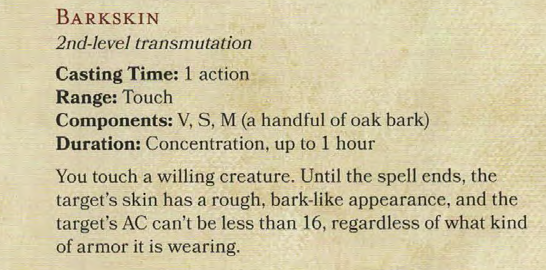 BARKSKIN
2nd-level transmutation
Casting Time: 1 action
Range: Touch
Components: V, S, M (a handful of oak bark)
Duration: Concentration, up to 1 hour
You touch a willing creature. Until the spell ends, the
target's skin has a rough, bark-like appearance, and the
target's AC can't be less than 16, regardless of what kind
of armor it is wearing.